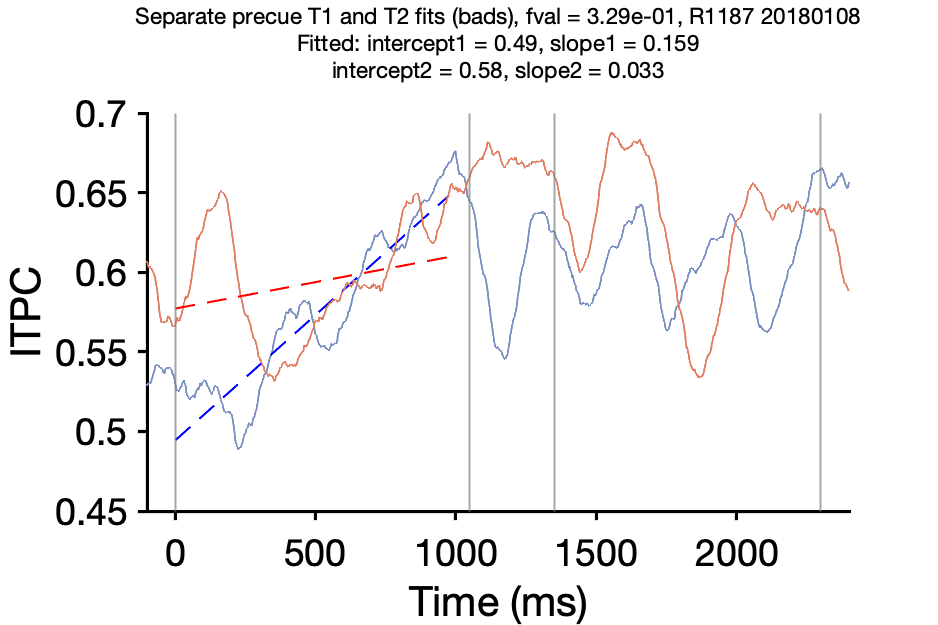 Separate precue T1 and T2 fits (bads), fval = 3.29e-01, R1187 20180108
Fitted: intercept1 = 0.49, slope1 = 0.159
intercept2 = 0.58, slope2 = 0.033
0.7
0.65
0.6
0.55
0.5
0.45
ITPC
0 500 1000 1500 2000
Time (ms)